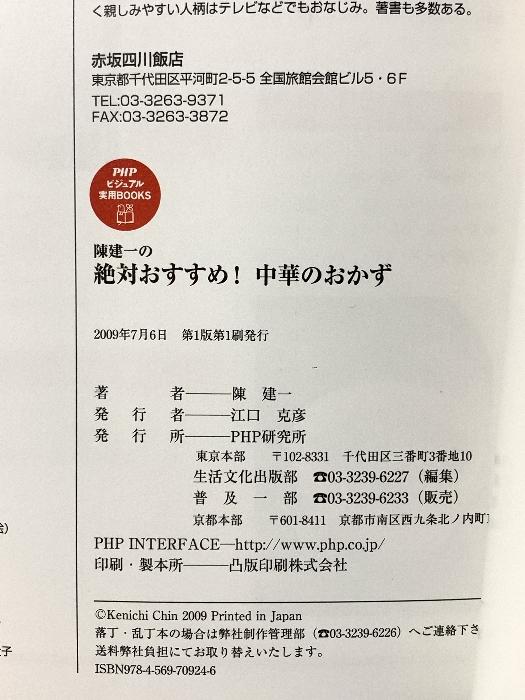 く親しみやすい人柄はテレビなどでもおなじみ。著書も多数ある。
赤坂四川飯店
東京都千代田区平河町2-5-5 全国旅館会館ビル5・6F
TEL:03-3263-9371
FAX:03-3263-3872
PHP
ビジュアル
実用BOOKS
陳建一の
絶対おすすめ！ 中華のおかず
2009年7月6日　第1版第1刷発行
著　　　者――陳　建一
発　行　者――江口　克彦
発　行　所――PHP研究所
東京本部　〒102-8331　千代田区三番町3番地10
生活文化出版部　☎03-3239-6227（編集）
普　及　一　部　☎03-3239-6233（販売）
京都本部　〒601-8411　京都市南区西九条北ノ内町
PHP INTERFACE―http://www.php.co.jp/
印刷・製本所――凸版印刷株式会社
©Kenichi Chin 2009 Printed in Japan
落丁・乱丁本の場合は弊社制作管理部（☎03-3239-6226）へご連絡下さ
送料弊社負担にてお取り替えいたします。
ISBN978-4-569-70924-6